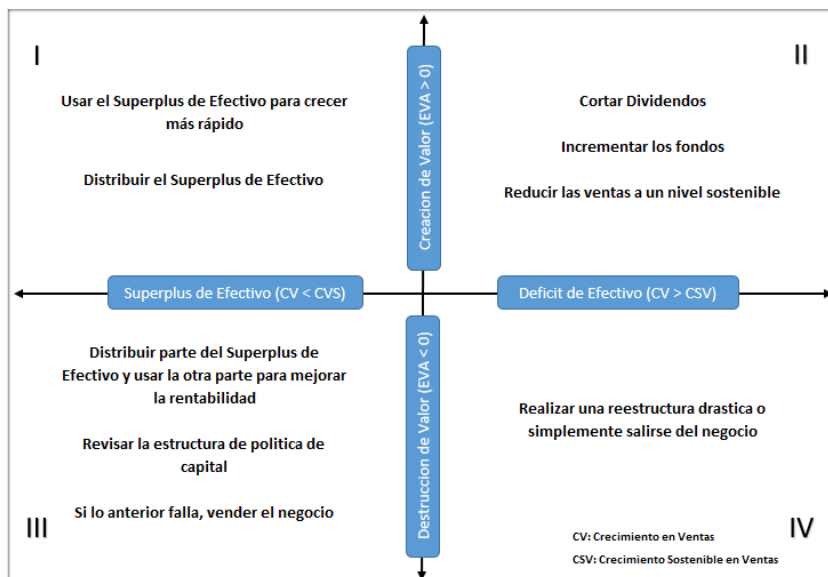 I
Usar el Superplus de Efectivo para crecer
más rápido
Distribuir el Superplus de Efectivo
Creacion de Valor (EVA > 0)
II
Cortar Dividendos
Incrementar los fondos
Reducir las ventas a un nivel sostenible
Superplus de Efectivo (CV < CVS)
Deficit de Efectivo (CV > CSV)
Distribuir parte del Superplus de
Efectivo y usar la otra parte para mejorar
la rentabilidad
Revisar la estructura de politica de
capital
Si lo anterior falla, vender el negocio
III
Destruccion de Valor (EVA < 0)
Realizar una reestructura drastica o
simplemente salirse del negocio
IV
CV: Crecimiento en Ventas
CSV: Crecimiento Sostenible en Ventas